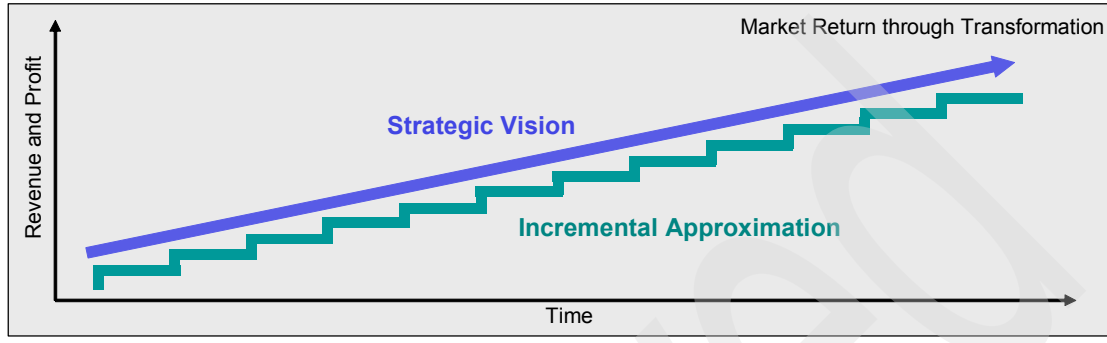 Market Return through Transformation
Revenue and Profit
Strategic Vision
Incremental Approximation
Time